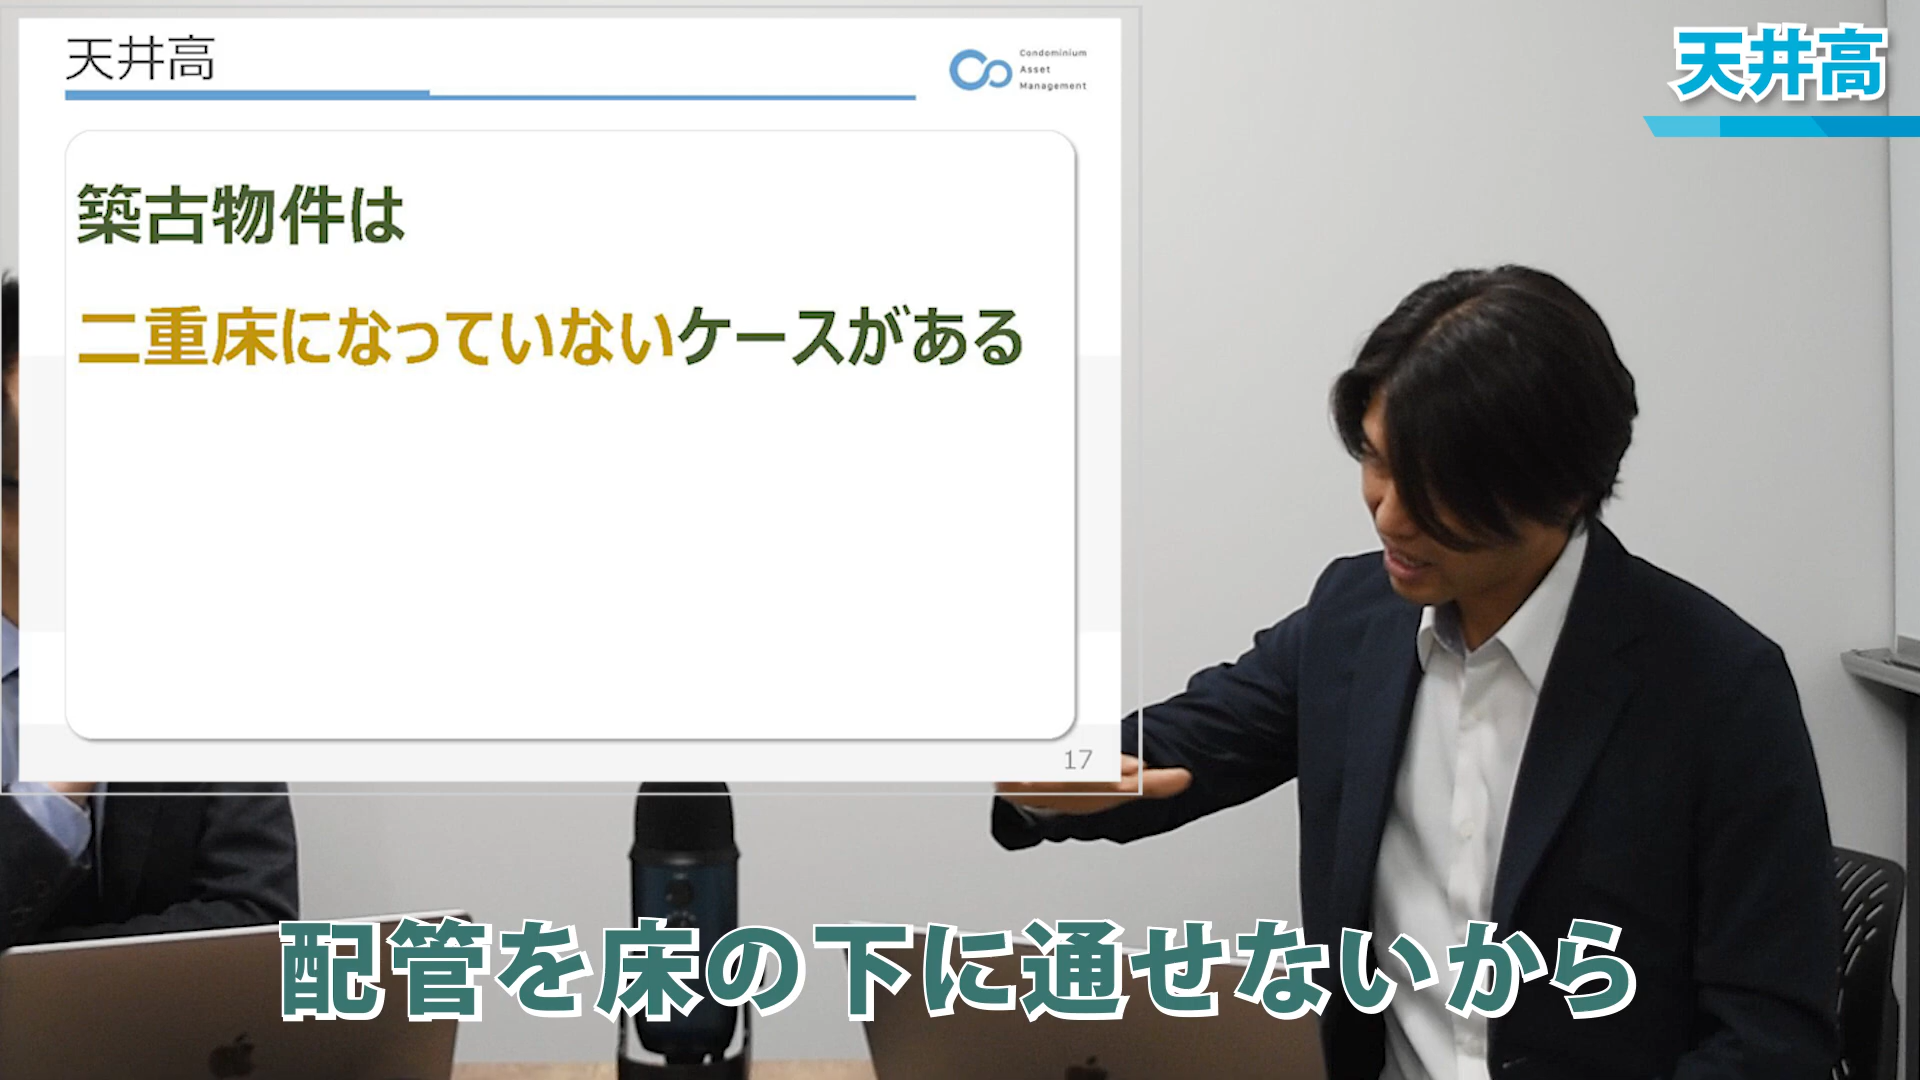 天井高
Condominium
Asset
Management
天井高
築古物件は
二重床になっていないケースがある
17
配管を床の下に通せないから